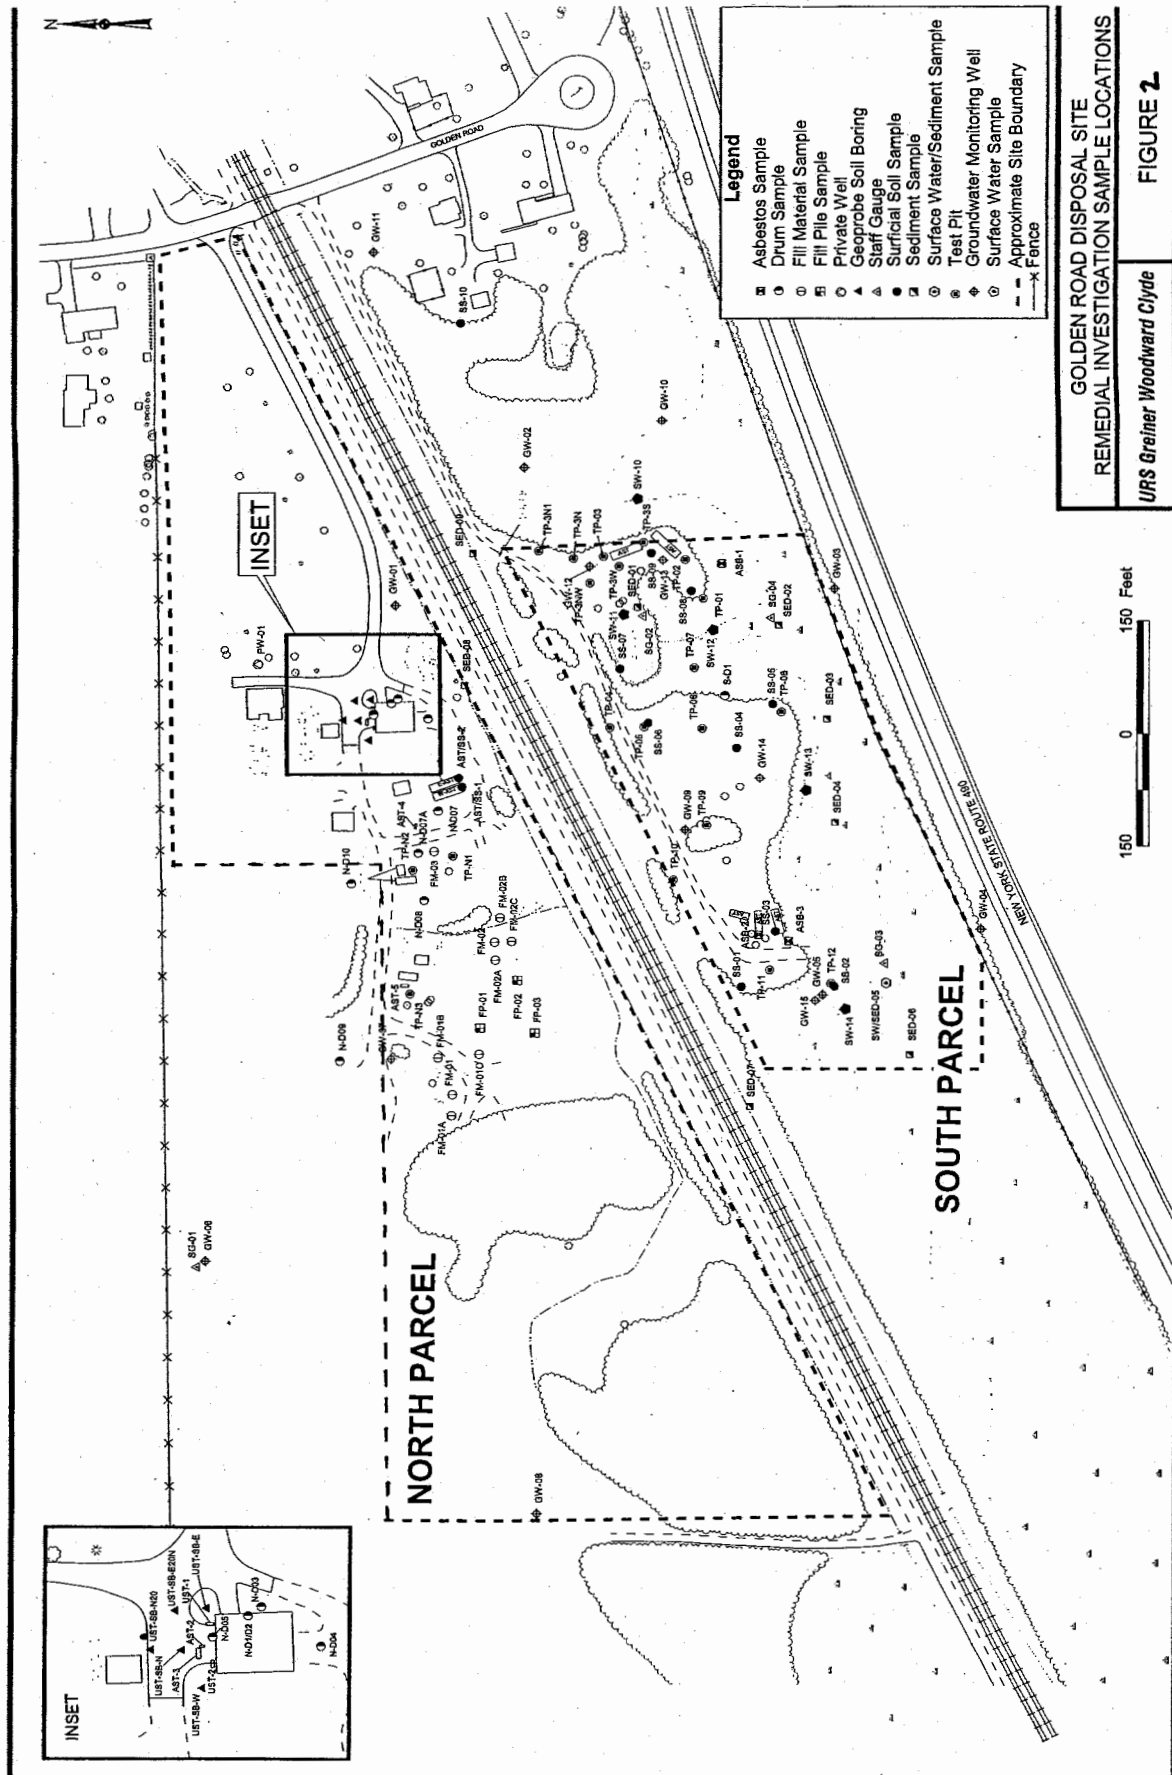 N
GOLDEN ROAD
INSET
PW-01
GW-01
GW-11
SS-10
GW-02
GW-10
SED-09
SED-08
TP-3N1
TP-3N
TP-03
SW-10
TP-3S
GW-12
TP-3NW
TP-3W
SED-01
SS-09
GW-13
TP-02
ASB-1
GW-03
SW-11
SS-07
SG-02
SS-08
TP-01
TP-07
SW-12
SG-04
SED-02
TP-04
TP-05
SS-06
TP-06
S-D1
SS-05
TP-08
SED-03
SS-04
GW-14
SW-13
SED-04
GW-09
TP-09
TP-10
SS-03
ASB-3
SS-01
TP-11
GW-15
TP-12
SW-14
SG-03
SW/SED-05
SED-06
SED-07
GW-04
NEW YORK STATE ROUTE 490
SOUTH PARCEL
AST/SS-2
AST/SS-1
AST-4
N-D07A
N-D07
TP-N2
N-D10
FM-03
TP-N1
N-D08
FM-02B
FM-02C
FM-02
FM-02A
FP-02
FP-01
FP-03
AST-5
TP-N3
N-D09
FM-01B
FM-01
FM-01C
FM-01A
SG-01
GW-06
GW-08
NORTH PARCEL
INSET
UST-SB-N20
UST-SB-E20N
UST-1
UST-SB-E
UST-SB-N
AST-2
AST-3
UST-SB-W
UST-2
N-D05
N-D1/D2
N-D03
N-D04
Legend
Asbestos Sample
Drum Sample
Fill Material Sample
Fill Pile Sample
Private Well
Geoprobe Soil Boring
Staff Gauge
Surficial Soil Sample
Sediment Sample
Surface Water/Sediment Sample
Test Pit
Groundwater Monitoring Well
Surface Water Sample
Approximate Site Boundary
Fence
150 0 150 Feet
GOLDEN ROAD DISPOSAL SITE
REMEDIAL INVESTIGATION SAMPLE LOCATIONS
URS Greiner Woodward Clyde
FIGURE 2